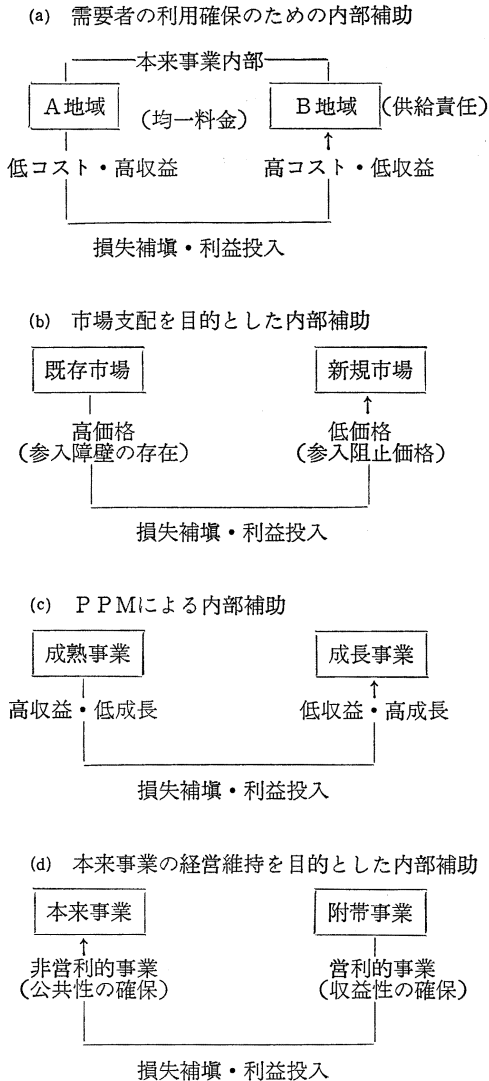 (a) 需要者の利用確保のための内部補助
本来事業内部
A地域
(均一料金)
B地域
(供給責任)
低コスト・高収益
高コスト・低収益
損失補塡・利益投入
(b) 市場支配を目的とした内部補助
既存市場
新規市場
高価格
低価格
(参入障壁の存在)
(参入阻止価格)
損失補塡・利益投入
(c) PPMによる内部補助
成熟事業
成長事業
高収益・低成長
低収益・高成長
損失補塡・利益投入
(d) 本来事業の経営維持を目的とした内部補助
本来事業
附帯事業
非営利的事業
営利的事業
(公共性の確保)
(収益性の確保)
損失補塡・利益投入